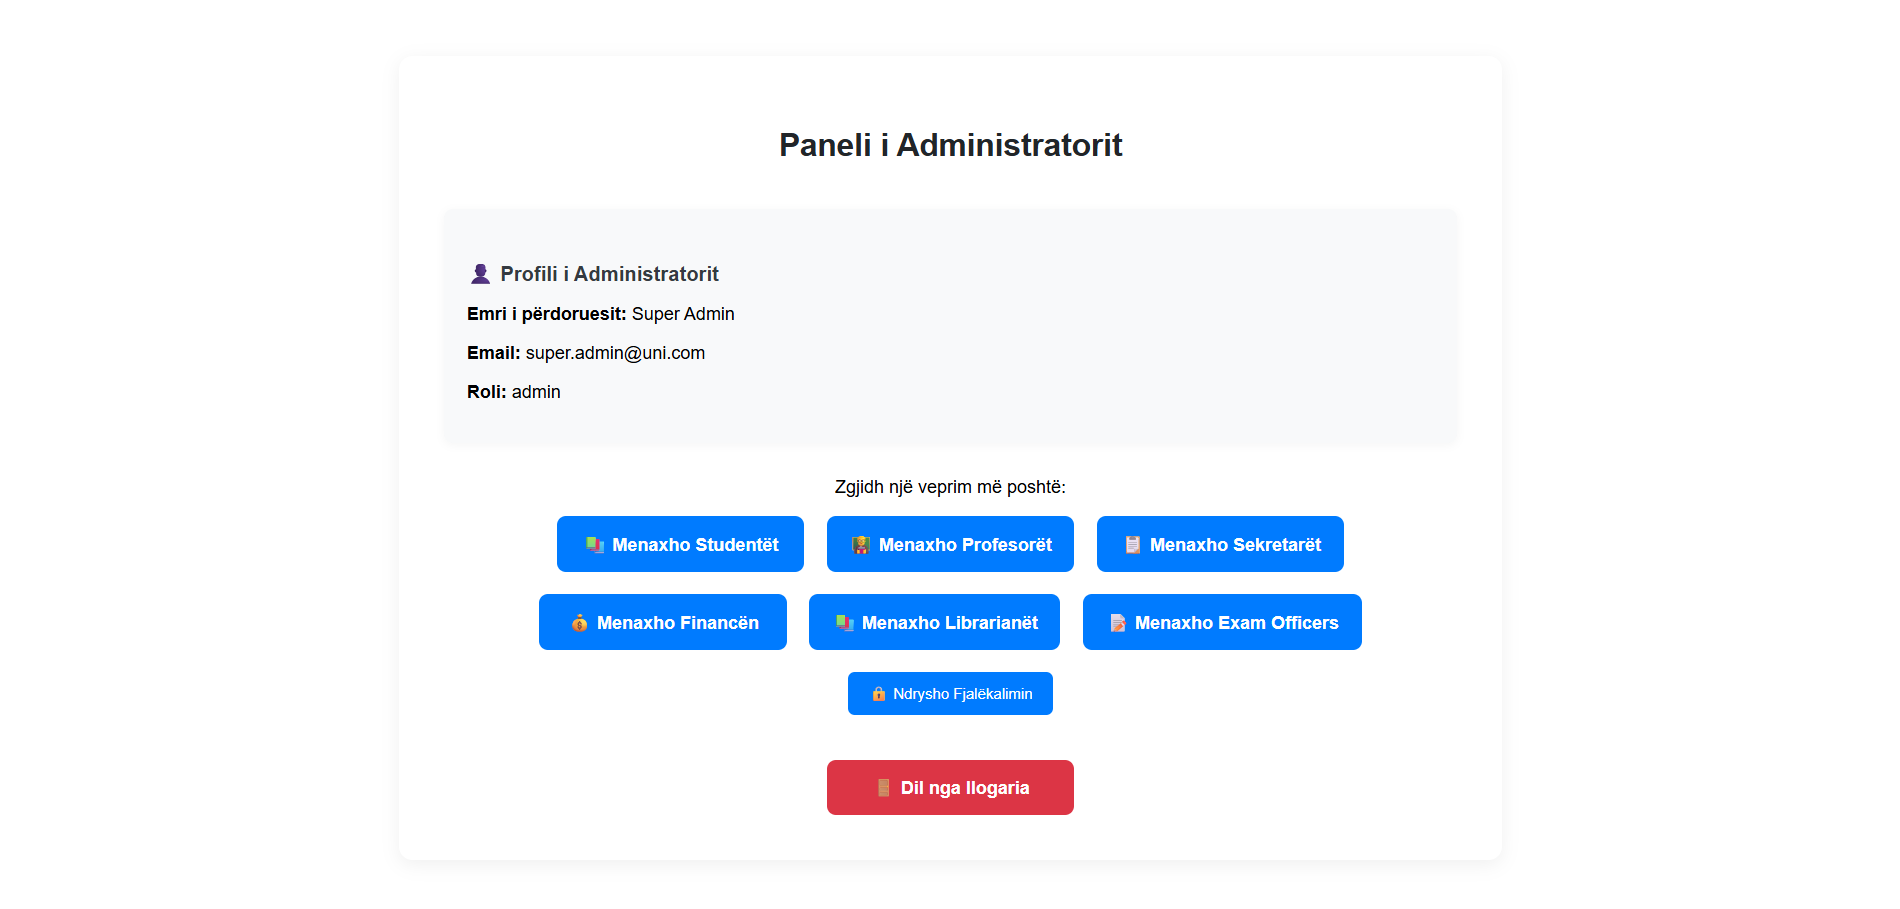 Paneli i Administratorit
👤 Profili i Administratorit
Emri i përdoruesit: Super Admin
Email: super.admin@uni.com
Roli: admin
Zgjidh një veprim më poshtë:
📚 Menaxho Studentët
👩‍🏫 Menaxho Profesorët
📋 Menaxho Sekretarët
💰 Menaxho Financën
📚 Menaxho Librarianët
📝 Menaxho Exam Officers
🔒 Ndrysho Fjalëkalimin
🚪 Dil nga llogaria